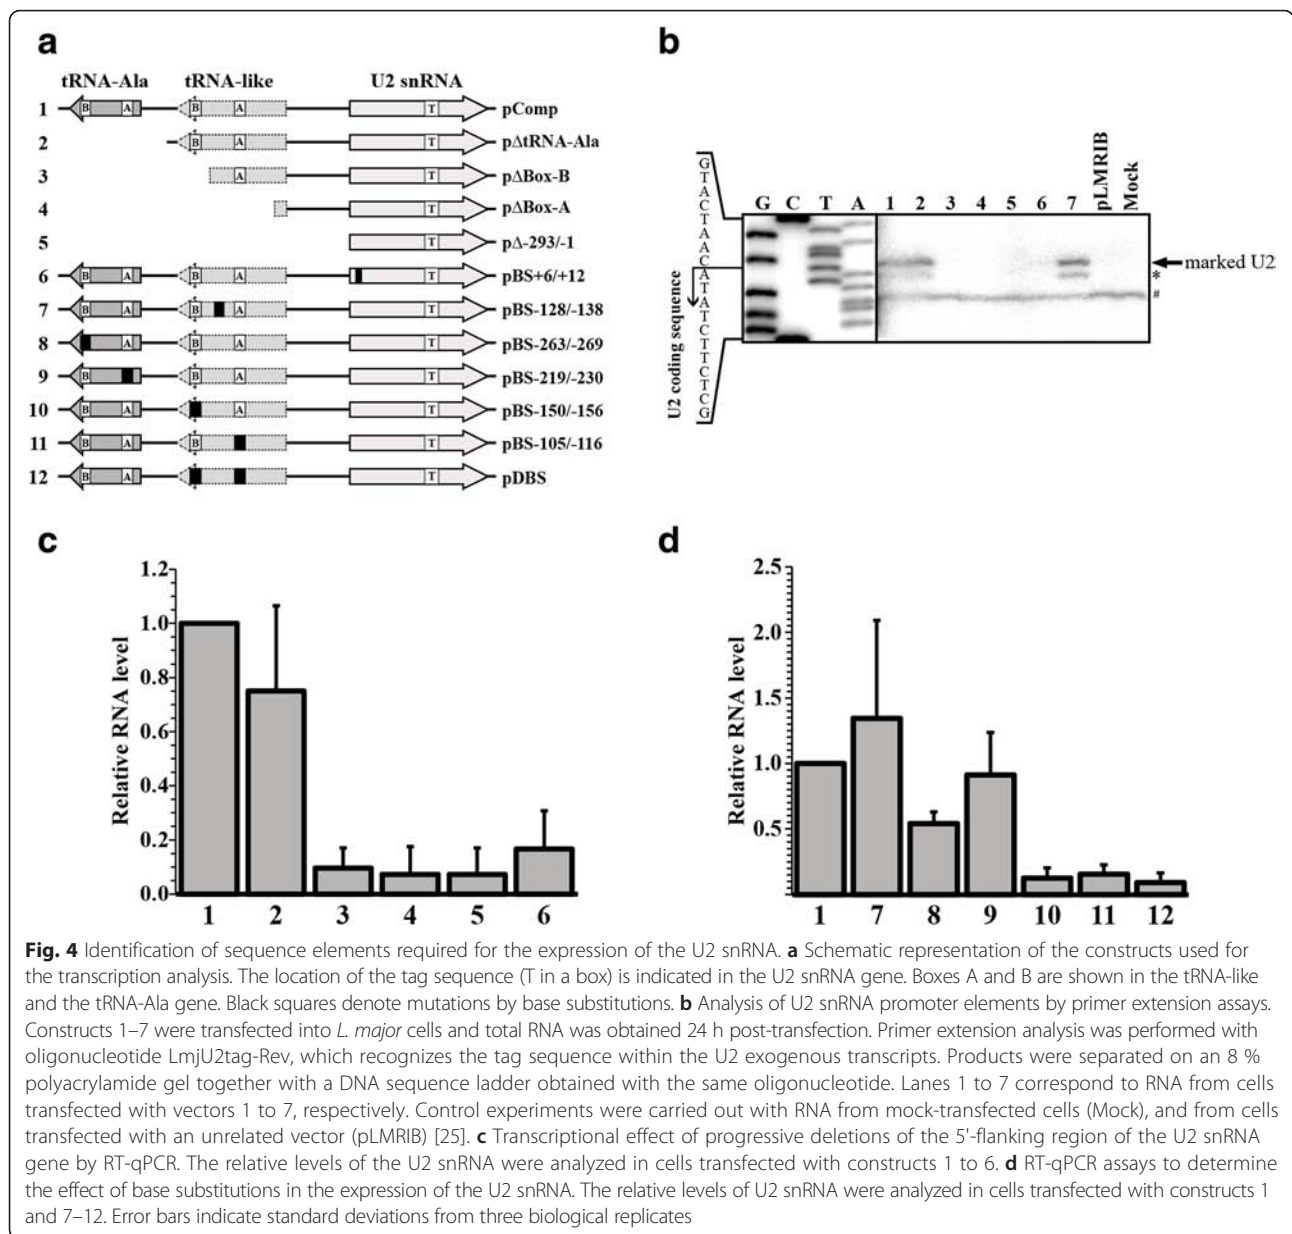 a
tRNA-Ala tRNA-like U2 snRNA
1 B A B A T pComp
2 B A T pΔtRNA-Ala
3 A T pΔBox-B
4 T pΔBox-A
5 T pΔ-293/-1
6 B A B A T pBS+6/+12
7 B A B T pBS-128/-138
8 A B A T pBS-263/-269
9 B B A T pBS-219/-230
10 B A A T pBS-150/-156
11 B A B T pBS-105/-116
12 B A T pDBS
b
G C T A 1 2 3 4 5 6 7 pLMRIB Mock
GTACTAACATATCTTCTCG
U2 coding sequence
marked U2
*
#
c
Relative RNA level
1.2
1.0
0.8
0.6
0.4
0.2
0.0
1 2 3 4 5 6
d
Relative RNA level
2.5
2.0
1.5
1.0
0.5
1 7 8 9 10 11 12
Fig. 4 Identification of sequence elements required for the expression of the U2 snRNA. a Schematic representation of the constructs used for
the transcription analysis. The location of the tag sequence (T in a box) is indicated in the U2 snRNA gene. Boxes A and B are shown in the tRNA-like
and the tRNA-Ala gene. Black squares denote mutations by base substitutions. b Analysis of U2 snRNA promoter elements by primer extension assays.
Constructs 1–7 were transfected into L. major cells and total RNA was obtained 24 h post-transfection. Primer extension analysis was performed with
oligonucleotide LmjU2tag-Rev, which recognizes the tag sequence within the U2 exogenous transcripts. Products were separated on an 8 %
polyacrylamide gel together with a DNA sequence ladder obtained with the same oligonucleotide. Lanes 1 to 7 correspond to RNA from cells
transfected with vectors 1 to 7, respectively. Control experiments were carried out with RNA from mock-transfected cells (Mock), and from cells
transfected with an unrelated vector (pLMRIB) [25]. c Transcriptional effect of progressive deletions of the 5'-flanking region of the U2 snRNA
gene by RT-qPCR. The relative levels of the U2 snRNA were analyzed in cells transfected with constructs 1 to 6. d RT-qPCR assays to determine
the effect of base substitutions in the expression of the U2 snRNA. The relative levels of U2 snRNA were analyzed in cells transfected with constructs 1
and 7–12. Error bars indicate standard deviations from three biological replicates